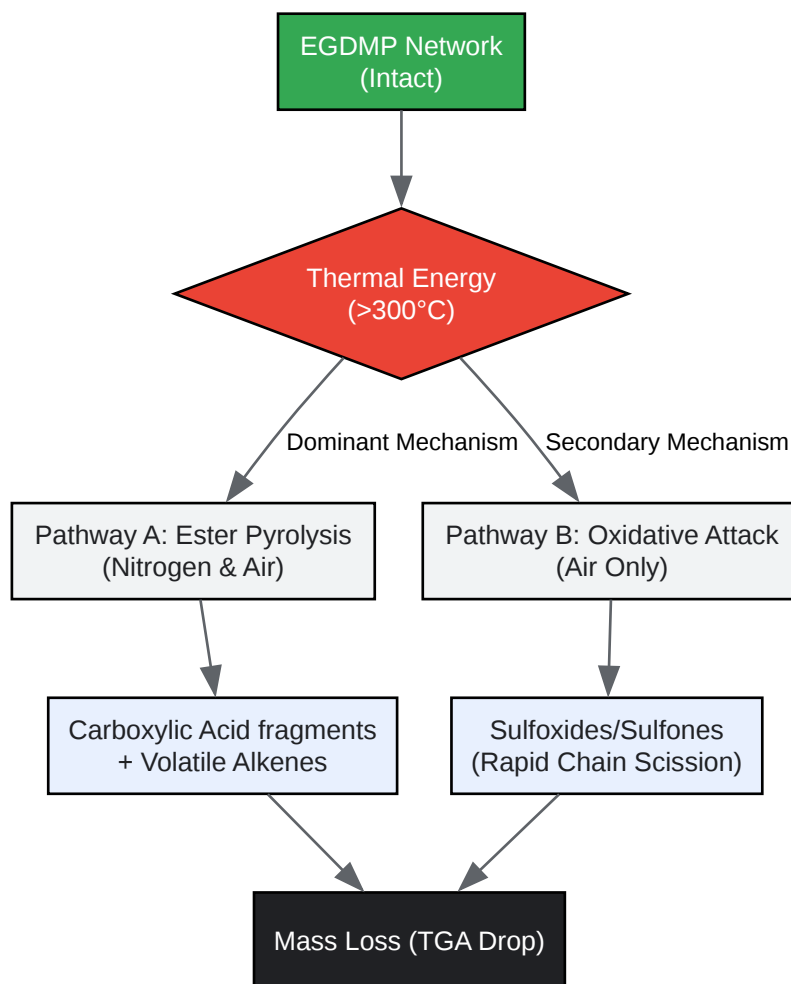 EGDMP Network
(Intact)
Thermal Energy
(>300°C)
Dominant Mechanism
Secondary Mechanism
Pathway A: Ester Pyrolysis
(Nitrogen & Air)
Pathway B: Oxidative Attack
(Air Only)
Carboxylic Acid fragments
+ Volatile Alkenes
Sulfoxides/Sulfones
(Rapid Chain Scission)
Mass Loss (TGA Drop)